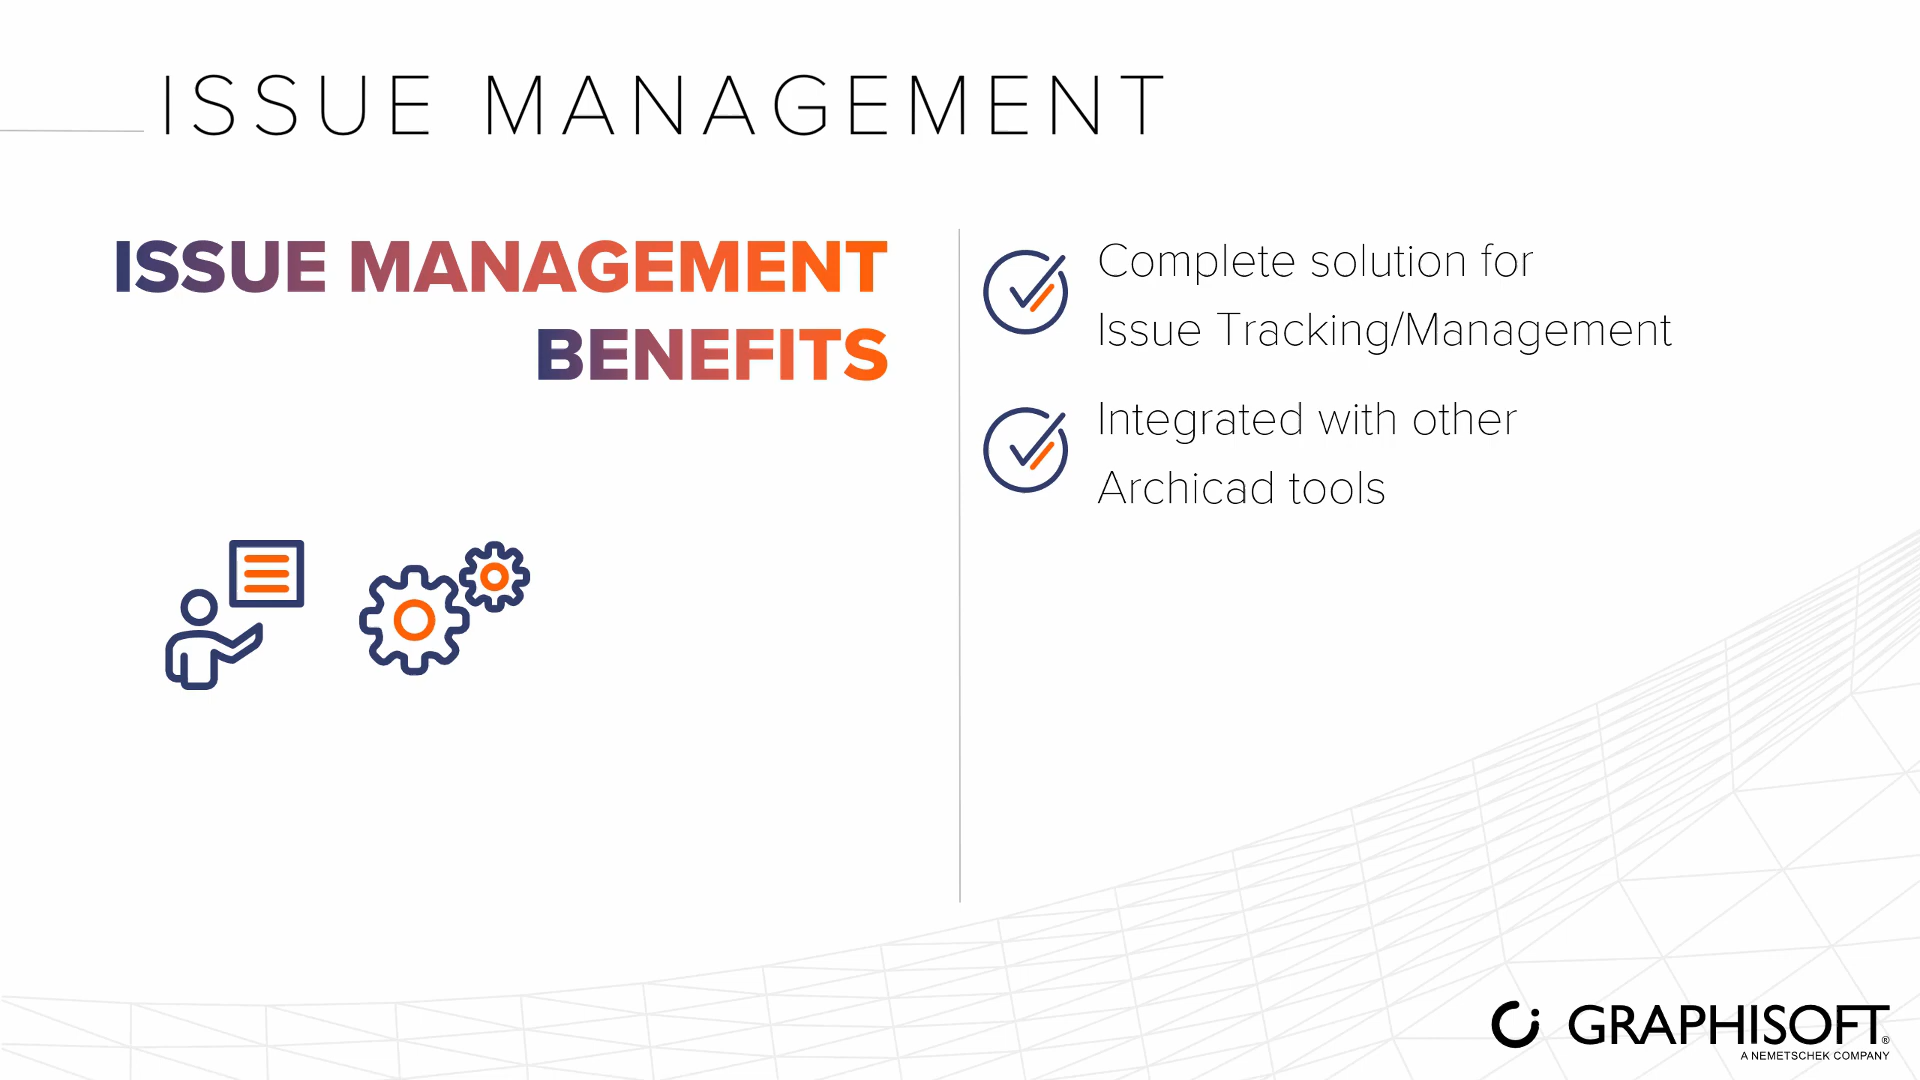 ISSUE MANAGEMENT
ISSUE MANAGEMENT
BENEFITS
Complete solution for
Issue Tracking/Management
Integrated with other
Archicad tools
GRAPHISOFT®
A NEMETSCHEK COMPANY